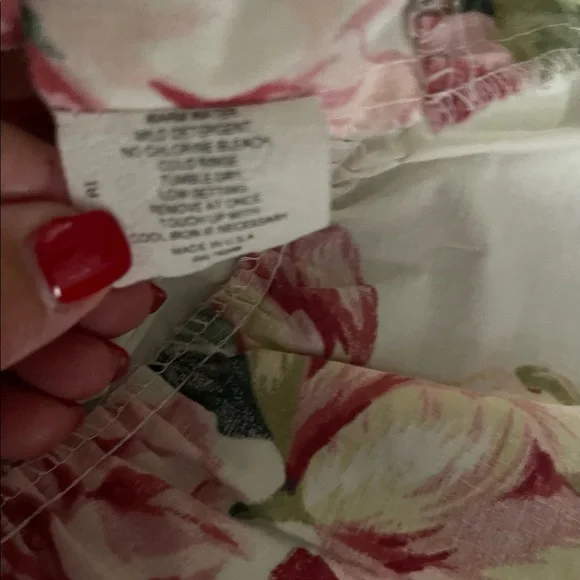 WARM WATER
MILD DETERGENT
NO CHLORINE BLEACH
COLD RINSE
TUMBLE DRY
LOW SETTING
REMOVE AT ONCE
TOUCH UP WITH
COOL IRON IF NECESSARY
MADE IN U.S.A.